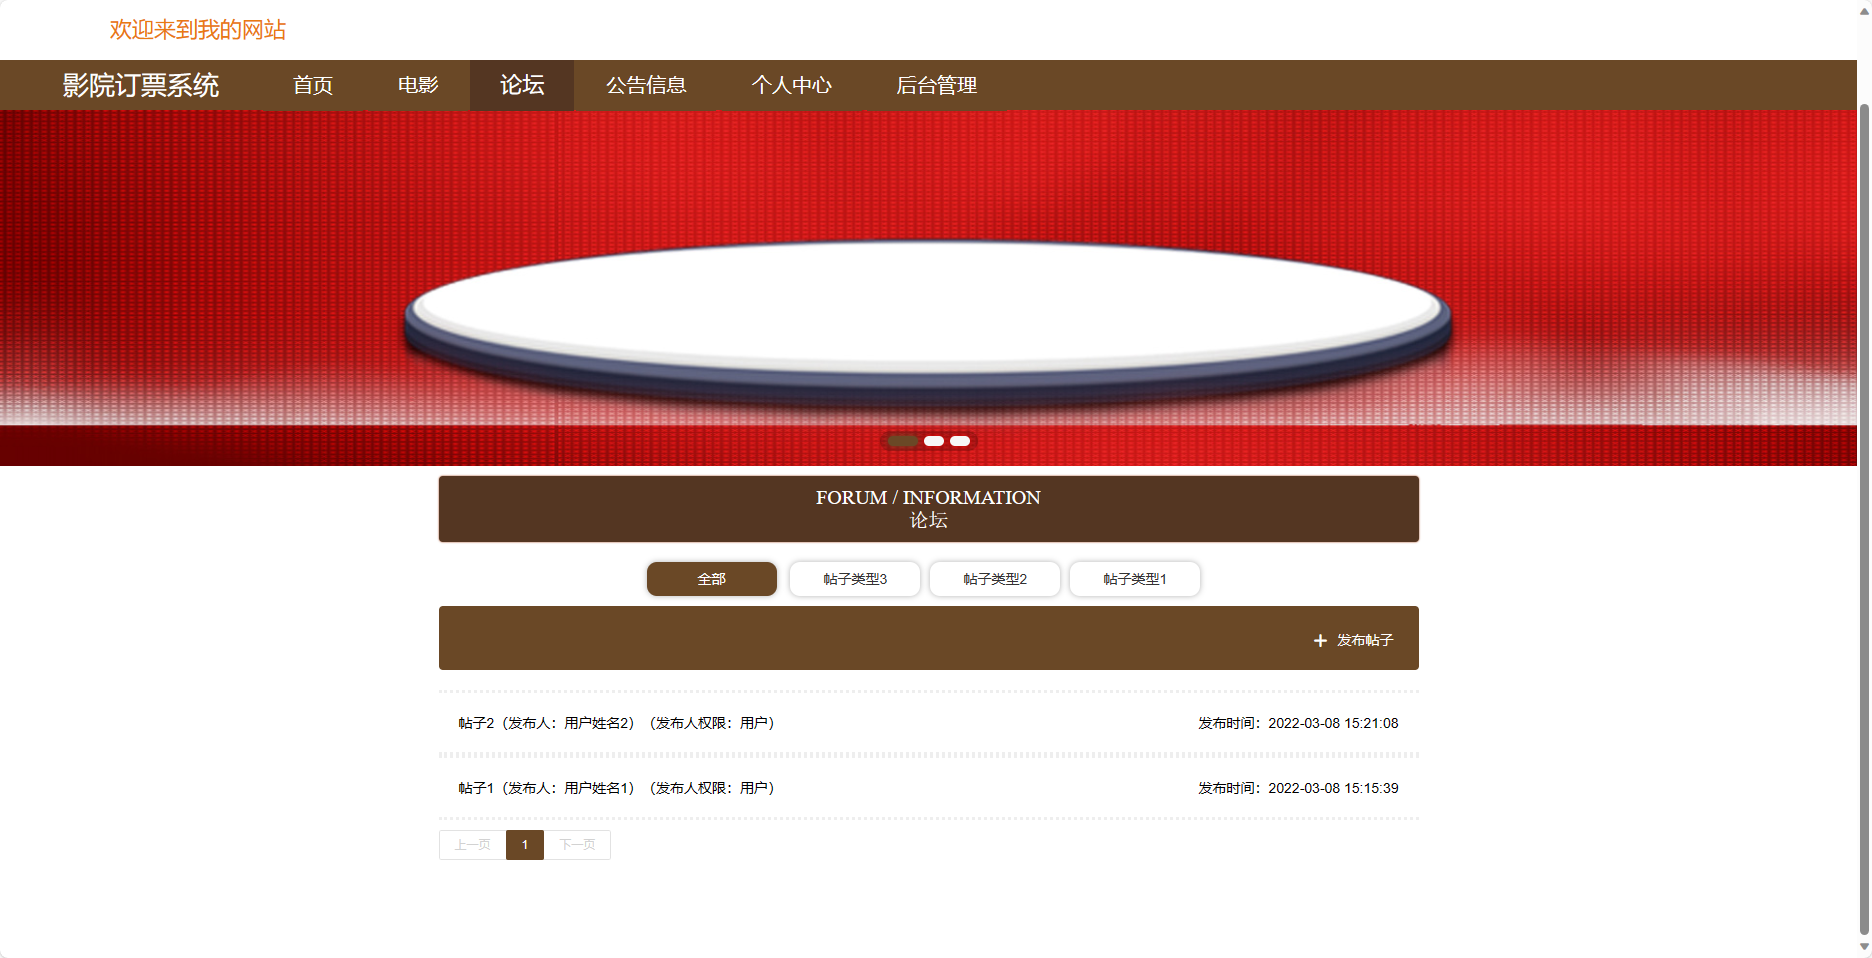 欢迎来到我的网站
影院订票系统 首页 电影 论坛 公告信息 个人中心 后台管理
FORUM / INFORMATION
论坛
全部 帖子类型3 帖子类型2 帖子类型1
+ 发布帖子
帖子2（发布人：用户姓名2）（发布人权限：用户） 发布时间：2022-03-08 15:21:08
帖子1（发布人：用户姓名1）（发布人权限：用户） 发布时间：2022-03-08 15:15:39
上一页 1 下一页